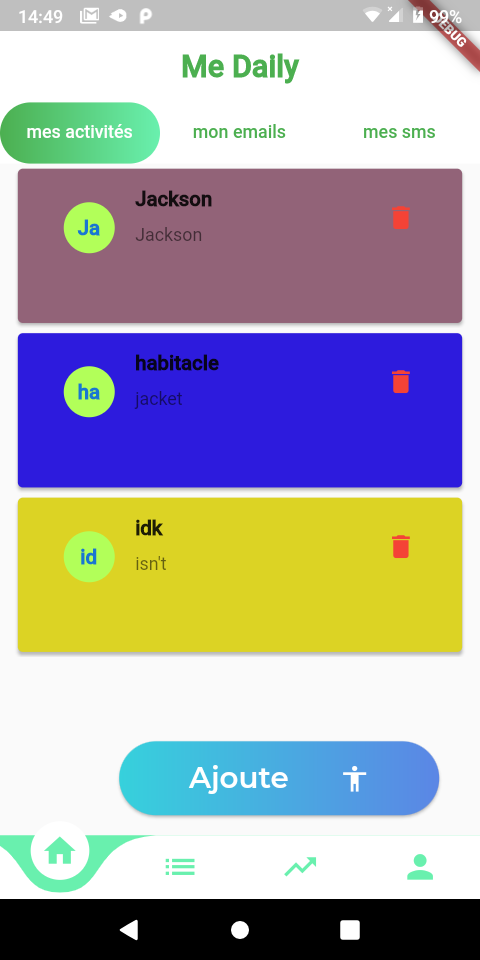 14:49 99%
DEBUG
Me Daily
mes activités mon emails mes sms
Jackson
Ja
Jackson
habitacle
ha
jacket
idk
id
isn't
Ajoute